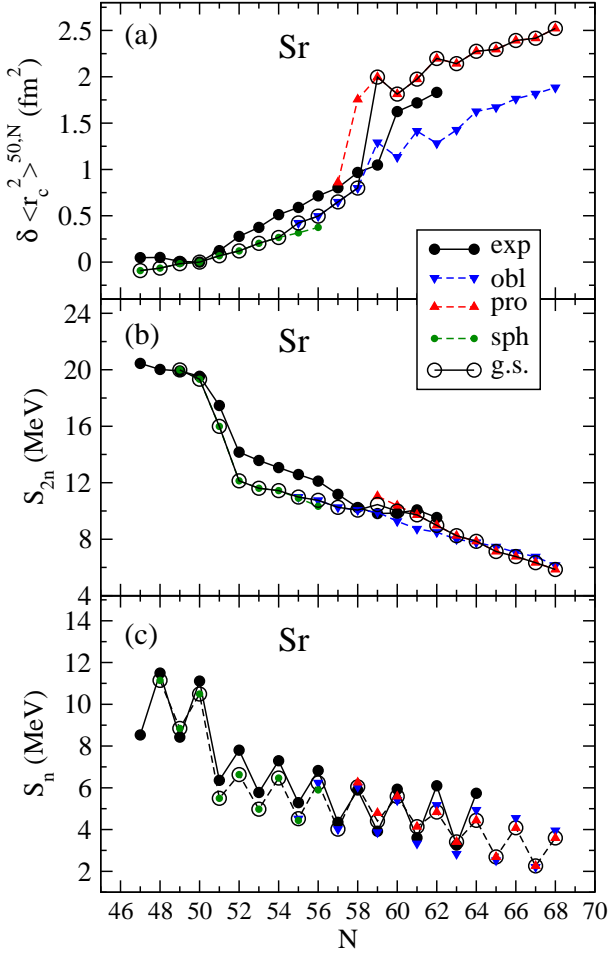 (a) Sr
2.5
2
1.5
1
0.5
0
δ <r_c^2>^{50,N} (fm^2)
exp
obl
pro
sph
g.s.
(b) Sr
24
20
16
12
8
4
S_{2n} (MeV)
(c) Sr
14
12
10
8
6
4
2
S_n (MeV)
46 48 50 52 54 56 58 60 62 64 66 68 70
N